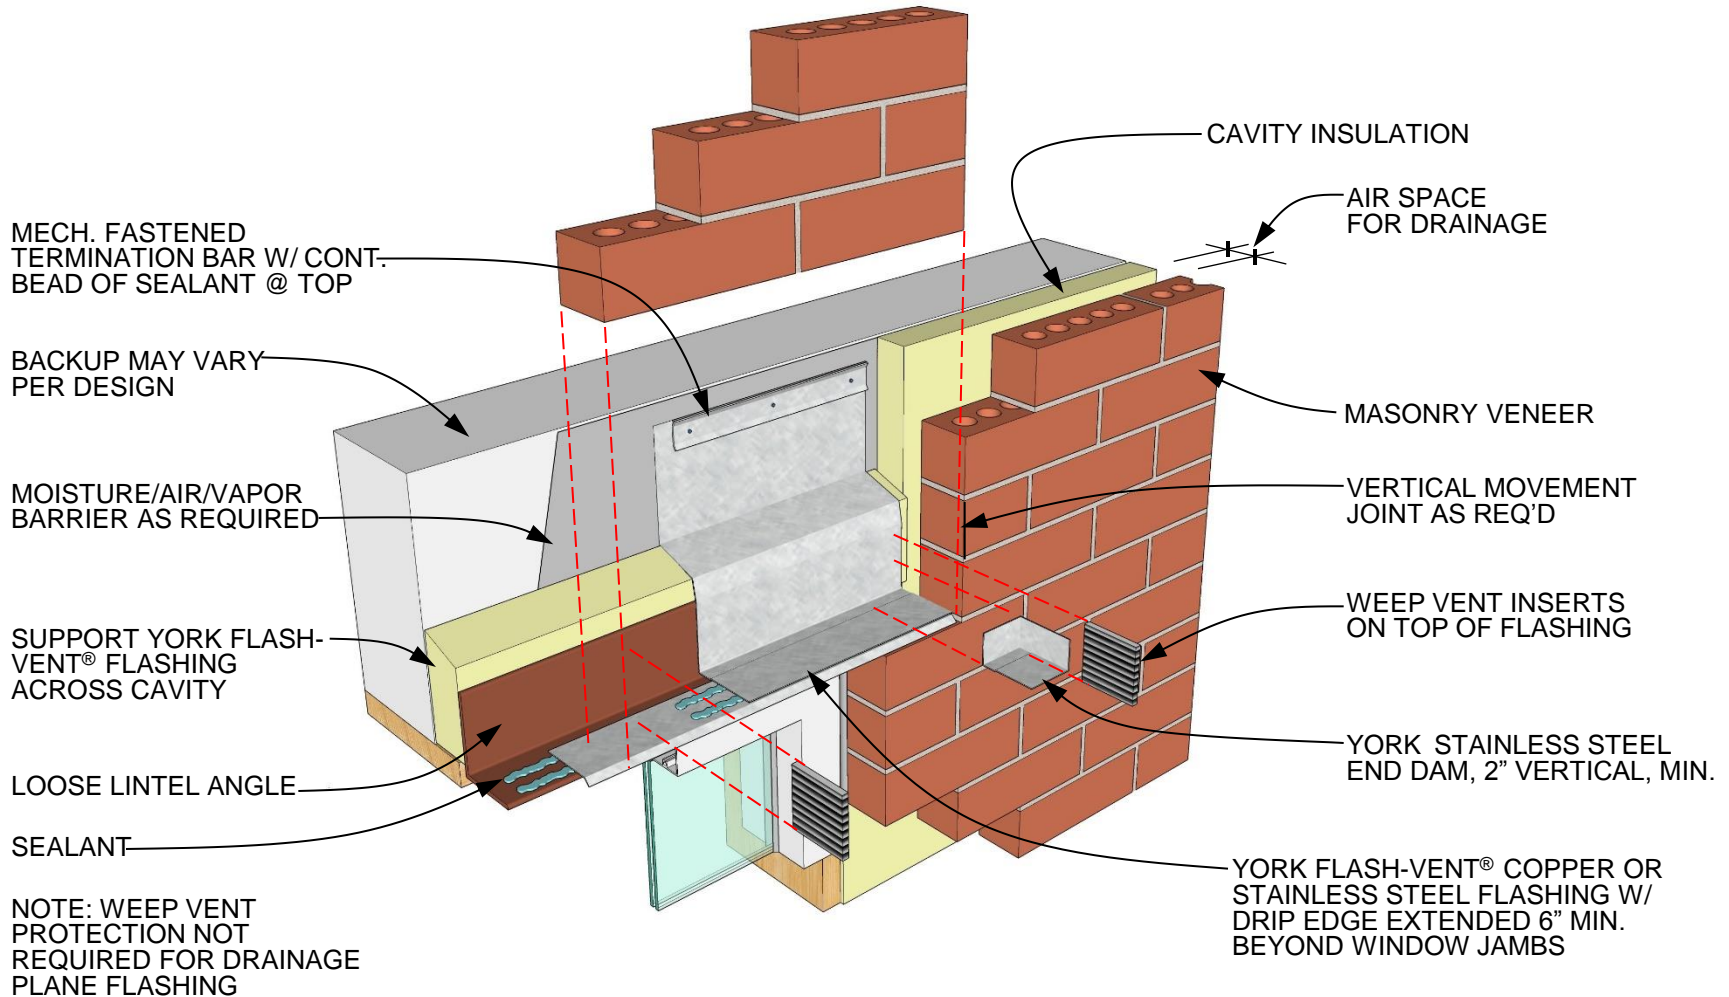 MECH. FASTENED
TERMINATION BAR W/ CONT.
BEAD OF SEALANT @ TOP
BACKUP MAY VARY
PER DESIGN
MOISTURE/AIR/VAPOR
BARRIER AS REQUIRED
SUPPORT YORK FLASH-
VENT® FLASHING
ACROSS CAVITY
LOOSE LINTEL ANGLE
SEALANT
NOTE: WEEP VENT
PROTECTION NOT
REQUIRED FOR DRAINAGE
PLANE FLASHING
CAVITY INSULATION
AIR SPACE
FOR DRAINAGE
MASONRY VENEER
VERTICAL MOVEMENT
JOINT AS REQ'D
WEEP VENT INSERTS
ON TOP OF FLASHING
YORK STAINLESS STEEL
END DAM, 2” VERTICAL, MIN.
YORK FLASH-VENT® COPPER OR
STAINLESS STEEL FLASHING W/
DRIP EDGE EXTENDED 6” MIN.
BEYOND WINDOW JAMBS